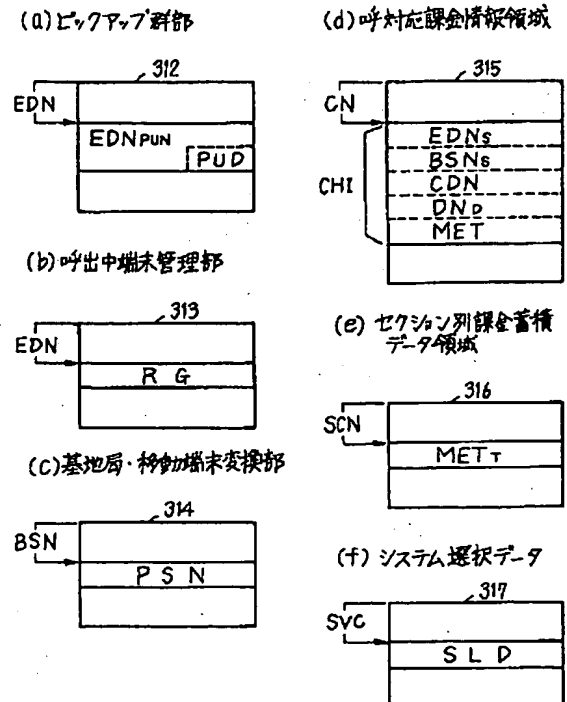 (a)ピックアップ群部
312
EDN
EDNPUN
PUD
(b)呼出中端末管理部
313
EDN
R G
(c)基地局・移動端末変換部
314
BSN
P S N
(d)呼対応課金情報領域
315
CN
CHI
EDNS
BSNS
CDN
DND
MET
(e)セクション別課金蓄積
データ領域
316
SCN
METT
(f)システム選択データ
317
SVC
S L D